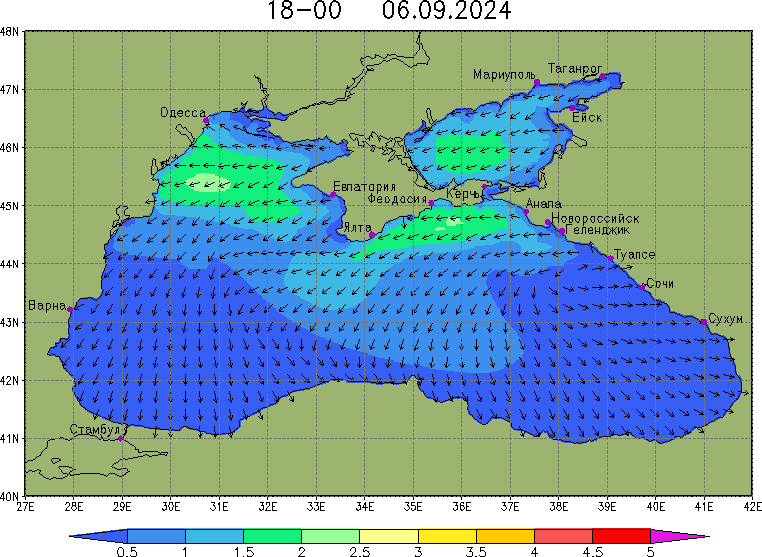 18-00 06.09.2024
48N
47N
46N
45N
44N
43N
42N
41N
40N
Таганрог
Мариуполь
Ейск
Одесса
Евпатория
Керчь
Феодосия
Анапа
Новороссийск
Ялта
Геленджик
Туапсе
Сочи
Варна
Сухум
Стамбул
27E 28E 29E 30E 31E 32E 33E 34E 35E 36E 37E 38E 39E 40E 41E 42E
0.5 1 1.5 2 2.5 3 3.5 4 4.5 5